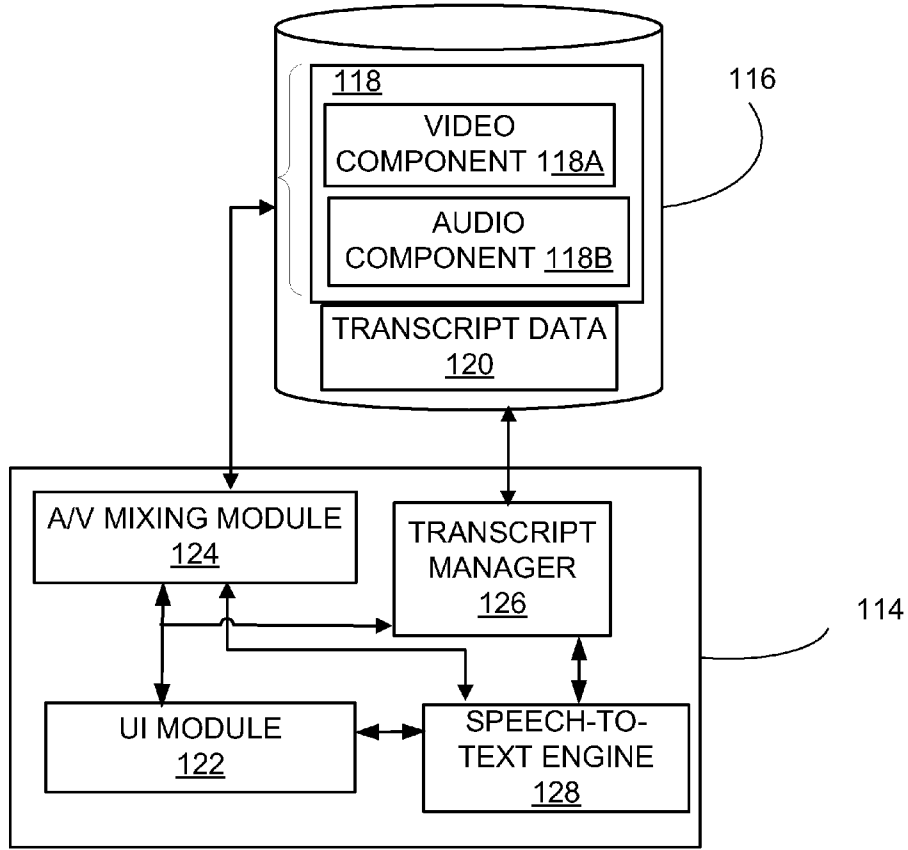 118
VIDEO
COMPONENT 118A
AUDIO
COMPONENT 118B
TRANSCRIPT DATA
120
116
A/V MIXING MODULE
124
TRANSCRIPT
MANAGER
126
114
UI MODULE
122
SPEECH-TO-
TEXT ENGINE
128